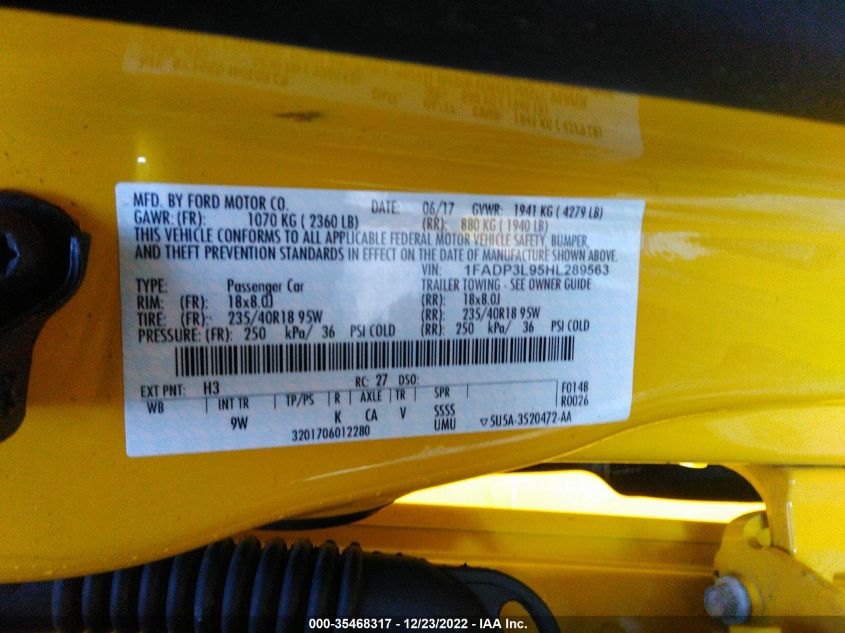 MFD. BY FORD MOTOR CO. DATE: 06/17 GVWR: 1941 KG ( 4279 LB)
GAWR: (FR): 1070 KG ( 2360 LB) (RR): 880 KG ( 1940 LB)
THIS VEHICLE CONFORMS TO ALL APPLICABLE FEDERAL MOTOR VEHICLE SAFETY, BUMPER,
AND THEFT PREVENTION STANDARDS IN EFFECT ON THE DATE OF MANUFACTURE SHOWN ABOVE.
VIN: 1FADP3L95HL289563
TYPE: Passenger Car TRAILER TOWING - SEE OWNER GUIDE
RIM: (FR): 18x8.0J (RR): 18x8.0J
TIRE: (FR): 235/40R18 95W (RR): 235/40R18 95W
PRESSURE: (FR): 250 kPa/ 36 PSI COLD (RR): 250 kPa/ 36 PSI COLD
EXT PNT: H3 RC: 27 DSO: F0148
WB INT TR TP/PS R AXLE TR SPR R0026
9W K CA V SSSS
UMU
3201706012280 ▽5U5A-3520472-AA
000-35468317 - 12/23/2022 - IAA Inc.